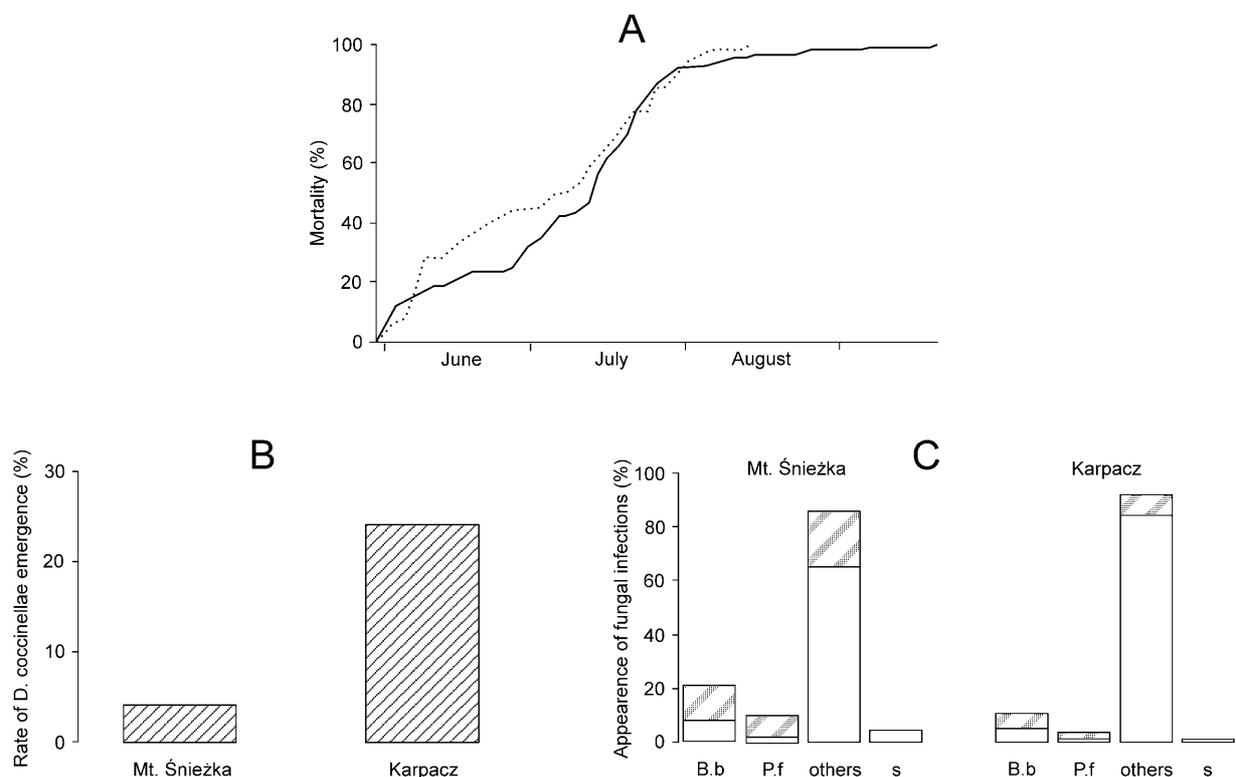 A
Mortality (%)
100
80
60
40
20
0
June July August
B
Rate of D. coccinellae emergence (%)
30
20
10
0
Mt. Śnieżka Karpacz
C
Appearence of fungal infections (%)
Mt. Śnieżka Karpacz
100
80
60
40
20
0
B.b P.f others s B.b P.f others s